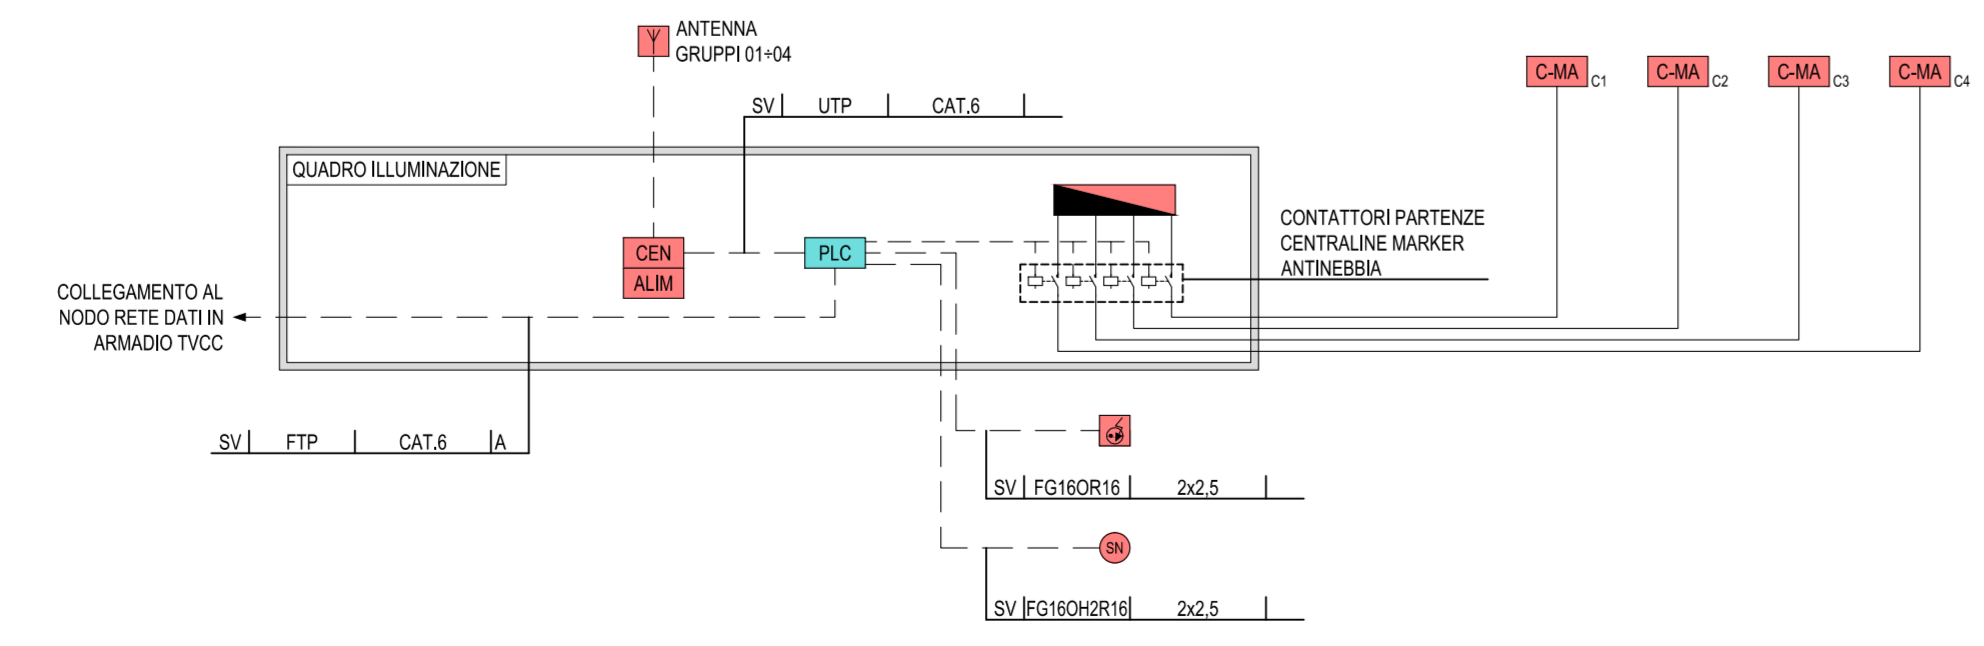 ANTENNA
GRUPPI 01÷04
C-MA C1
C-MA C2
C-MA C3
C-MA C4
SV UTP CAT.6
QUADRO ILLUMINAZIONE
CONTATTORI PARTENZE
CENTRALINE MARKER
ANTINEBBIA
CEN
ALIM
PLC
COLLEGAMENTO AL
NODO RETE DATI IN
ARMADIO TVCC
SV FTP CAT.6 A
SV FG16OR16 2x2,5
SN
SV FG16OH2R16 2x2,5